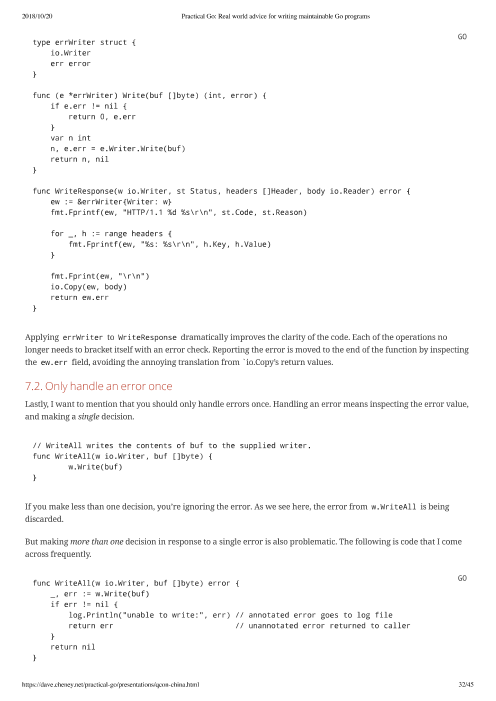 2018/10/20 Practical Go: Real world advice for writing maintainable Go programs
GO
type errWriter struct {
    io.Writer
    err error
}

func (e *errWriter) Write(buf []byte) (int, error) {
    if e.err != nil {
        return 0, e.err
    }
    var n int
    n, e.err = e.Writer.Write(buf)
    return n, nil
}

func WriteResponse(w io.Writer, st Status, headers []Header, body io.Reader) error {
    ew := &errWriter{Writer: w}
    fmt.Fprintf(ew, "HTTP/1.1 %d %s\r\n", st.Code, st.Reason)

    for _, h := range headers {
        fmt.Fprintf(ew, "%s: %s\r\n", h.Key, h.Value)
    }

    fmt.Fprint(ew, "\r\n")
    io.Copy(ew, body)
    return ew.err
}

Applying errWriter to WriteResponse dramatically improves the clarity of the code. Each of the operations no
longer needs to bracket itself with an error check. Reporting the error is moved to the end of the function by inspecting
the ew.err field, avoiding the annoying translation from `io.Copy's return values.

7.2. Only handle an error once
Lastly, I want to mention that you should only handle errors once. Handling an error means inspecting the error value,
and making a single decision.

// WriteAll writes the contents of buf to the supplied writer.
func WriteAll(w io.Writer, buf []byte) {
        w.Write(buf)
}

If you make less than one decision, you're ignoring the error. As we see here, the error from w.WriteAll is being
discarded.

But making more than one decision in response to a single error is also problematic. The following is code that I come
across frequently.

GO
func WriteAll(w io.Writer, buf []byte) error {
    _, err := w.Write(buf)
    if err != nil {
        log.Println("unable to write:", err) // annotated error goes to log file
        return err                           // unannotated error returned to caller
    }
    return nil
}

https://dave.cheney.net/practical-go/presentations/qcon-china.html 32/45